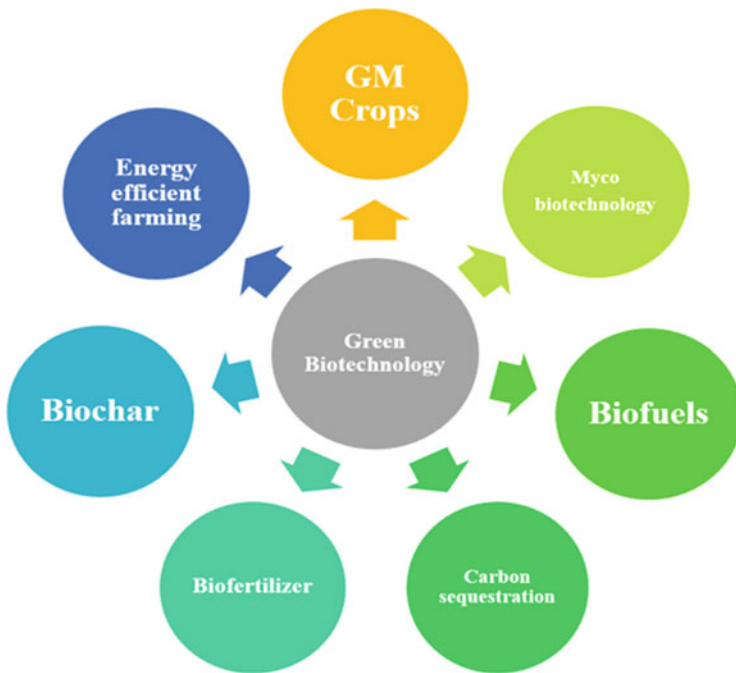 GM
Crops
Myco
biotechnology
Biofuels
Carbon
sequestration
Biofertilizer
Biochar
Energy
efficient
farming
Green
Biotechnology